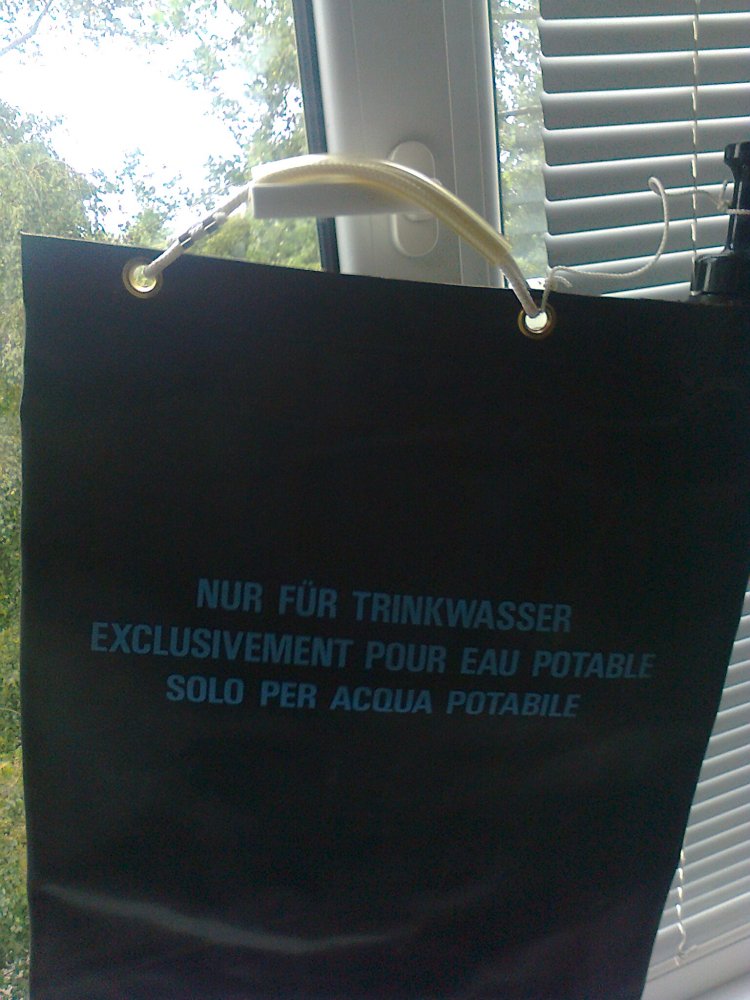 NUR FÜR TRINKWASSER
EXCLUSIVEMENT POUR EAU POTABLE
SOLO PER ACQUA POTABILE